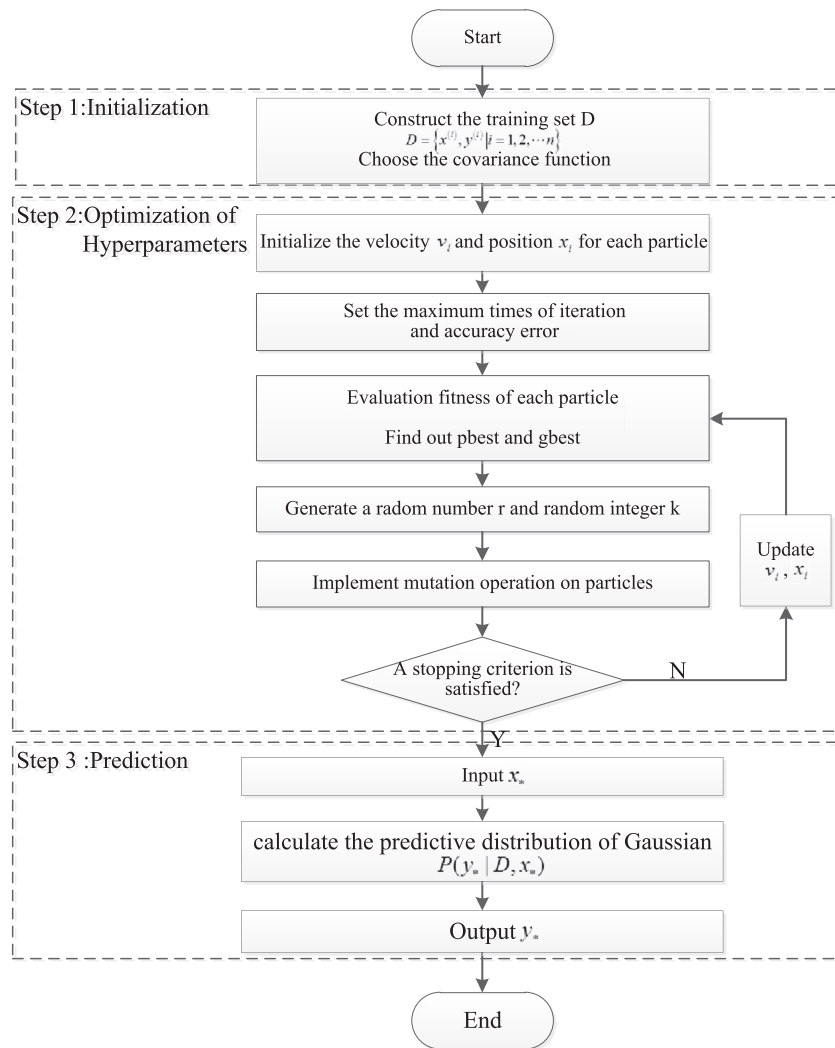 Start
Step 1:Initialization
Construct the training set D
D = {x^(i), y^(i)|i = 1, 2, ⋯n}
Choose the covariance function
Step 2:Optimization of
Hyperparameters
Initialize the velocity v_i and position x_i for each particle
Set the maximum times of iteration
and accuracy error
Evaluation fitness of each particle
Find out pbest and gbest
Generate a radom number r and random integer k
Implement mutation operation on particles
Update
v_i , x_i
A stopping criterion is
satisfied?
N
Y
Step 3 :Prediction
Input x_*
calculate the predictive distribution of Gaussian
P(y_* | D, x_*)
Output y_*
End